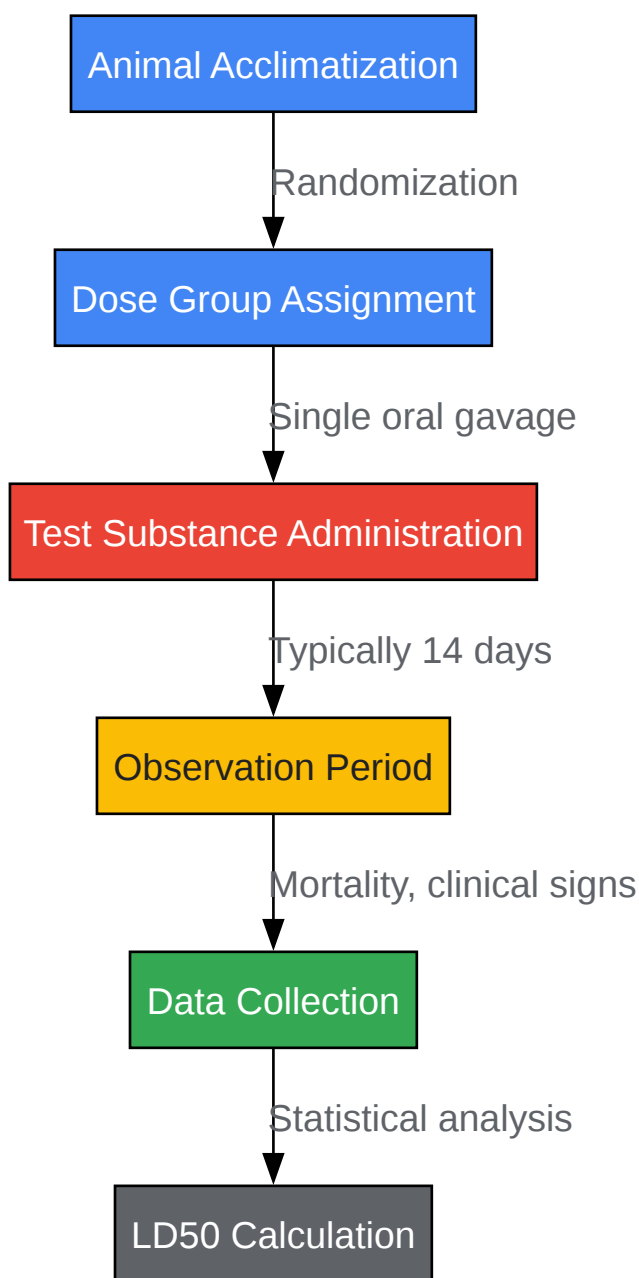 Animal Acclimatization
Randomization
Dose Group Assignment
Single oral gavage
Test Substance Administration
Typically 14 days
Observation Period
Mortality, clinical signs
Data Collection
Statistical analysis
LD50 Calculation